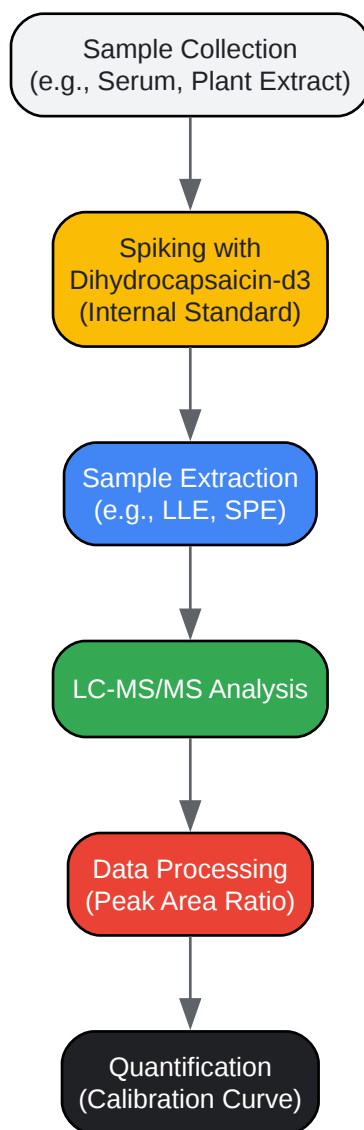 Sample Collection
(e.g., Serum, Plant Extract)
Spiking with
Dihydrocapsaicin-d3
(Internal Standard)
Sample Extraction
(e.g., LLE, SPE)
LC-MS/MS Analysis
Data Processing
(Peak Area Ratio)
Quantification
(Calibration Curve)